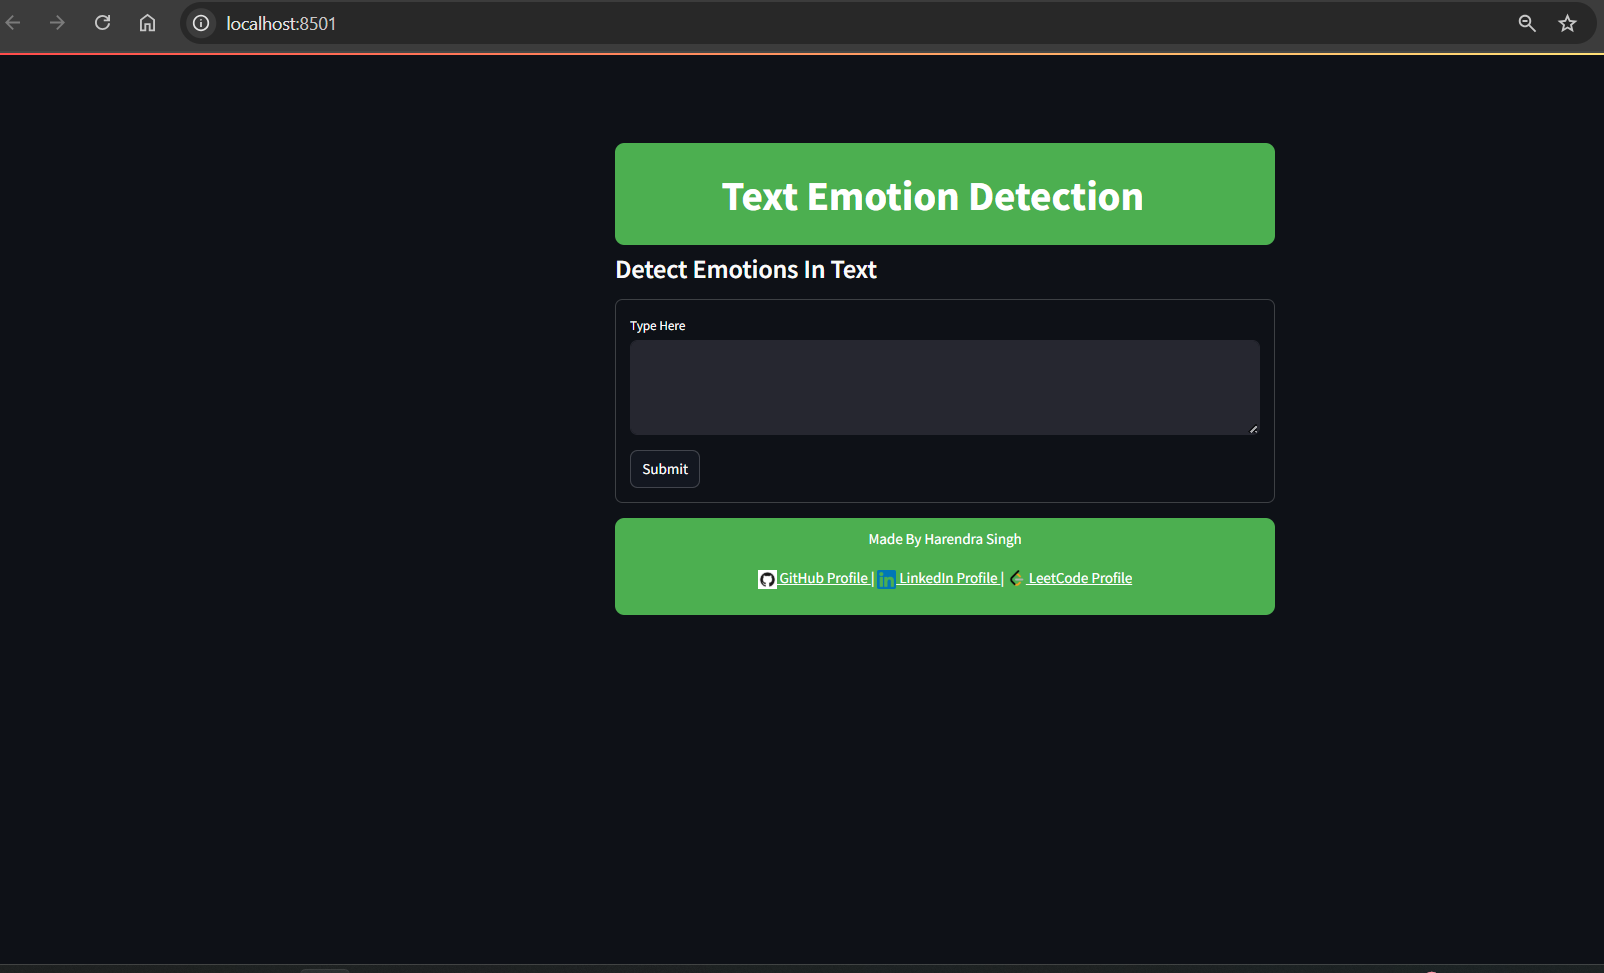 localhost:8501
Text Emotion Detection
Detect Emotions In Text
Type Here
Submit
Made By Harendra Singh
GitHub Profile | in LinkedIn Profile | LeetCode Profile